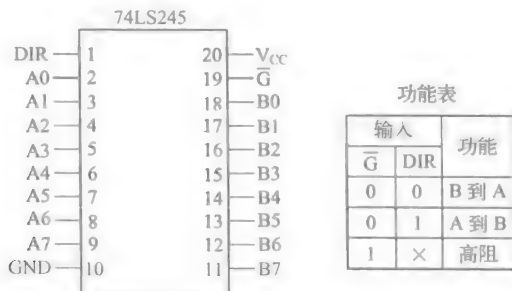 74LS245
DIR 1 20 V_CC
A0 2 19 G̅
A1 3 18 B0
A2 4 17 B1
A3 5 16 B2
A4 6 15 B3
A5 7 14 B4
A6 8 13 B5
A7 9 12 B6
GND 10 11 B7
功能表
输入 功能
G̅ DIR
0 0 B 到 A
0 1 A 到 B
1 × 高阻